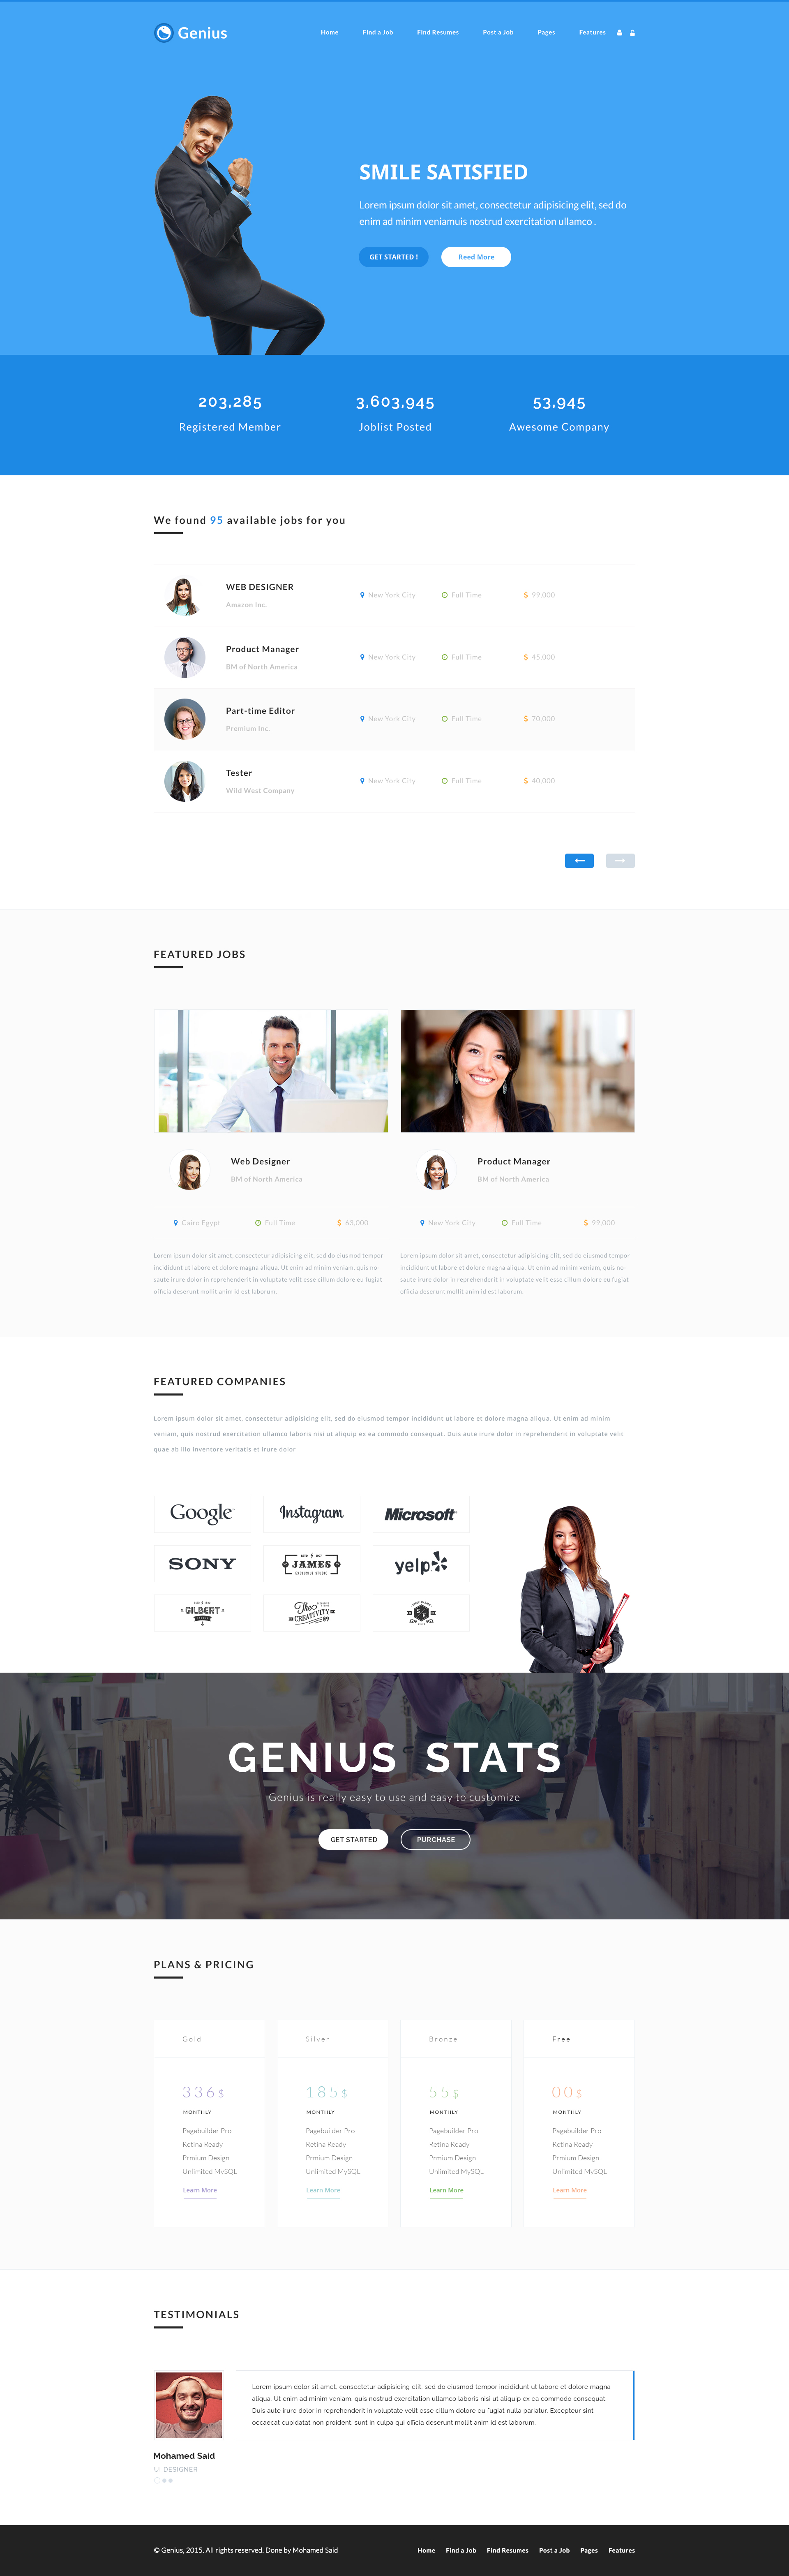 Genius
Home Find a Job Find Resumes Post a Job Pages Features
SMILE SATISFIED
Lorem ipsum dolor sit amet, consectetur adipisicing elit, sed do
enim ad minim veniamuis nostrud exercitation ullamco .
GET STARTED ! Reed More
203,285 3,603,945 53,945
Registered Member Joblist Posted Awesome Company
We found 95 available jobs for you
WEB DESIGNER
Amazon Inc.
New York City Full Time $ 99,000
Product Manager
BM of North America
New York City Full Time $ 45,000
Part-time Editor
Premium Inc.
New York City Full Time $ 70,000
Tester
Wild West Company
New York City Full Time $ 40,000
FEATURED JOBS
Web Designer
BM of North America
Cairo Egypt Full Time $ 63,000
Lorem ipsum dolor sit amet, consectetur adipisicing elit, sed do eiusmod tempor
incididunt ut labore et dolore magna aliqua. Ut enim ad minim veniam, quis no-
saute irure dolor in reprehenderit in voluptate velit esse cillum dolore eu fugiat
officia deserunt mollit anim id est laborum.
Product Manager
BM of North America
New York City Full Time $ 99,000
Lorem ipsum dolor sit amet, consectetur adipisicing elit, sed do eiusmod tempor
incididunt ut labore et dolore magna aliqua. Ut enim ad minim veniam, quis no-
saute irure dolor in reprehenderit in voluptate velit esse cillum dolore eu fugiat
officia deserunt mollit anim id est laborum.
FEATURED COMPANIES
Lorem ipsum dolor sit amet, consectetur adipisicing elit, sed do eiusmod tempor incididunt ut labore et dolore magna aliqua. Ut enim ad minim
veniam, quis nostrud exercitation ullamco laboris nisi ut aliquip ex ea commodo consequat. Duis aute irure dolor in reprehenderit in voluptate velit
quae ab illo inventore veritatis et irure dolor
Google Instagram Microsoft
SONY JAMES yelp
GILBERT The CREATIVITY 89
GENIUS STATS
Genius is really easy to use and easy to customize
GET STARTED PURCHASE
PLANS & PRICING
Gold
336$
MONTHLY
Pagebuilder Pro
Retina Ready
Prmium Design
Unlimited MySQL
Learn More
Silver
185$
MONTHLY
Pagebuilder Pro
Retina Ready
Prmium Design
Unlimited MySQL
Learn More
Bronze
55$
MONTHLY
Pagebuilder Pro
Retina Ready
Prmium Design
Unlimited MySQL
Learn More
Free
00$
MONTHLY
Pagebuilder Pro
Retina Ready
Prmium Design
Unlimited MySQL
Learn More
TESTIMONIALS
Lorem ipsum dolor sit amet, consectetur adipisicing elit, sed do eiusmod tempor incididunt ut labore et dolore magna
aliqua. Ut enim ad minim veniam, quis nostrud exercitation ullamco laboris nisi ut aliquip ex ea commodo consequat.
Duis aute irure dolor in reprehenderit in voluptate velit esse cillum dolore eu fugiat nulla pariatur. Excepteur sint
occaecat cupidatat non proident, sunt in culpa qui officia deserunt mollit anim id est laborum.
Mohamed Said
UI DESIGNER
© Genius, 2015. All rights reserved. Done by Mohamed Said
Home Find a Job Find Resumes Post a Job Pages Features